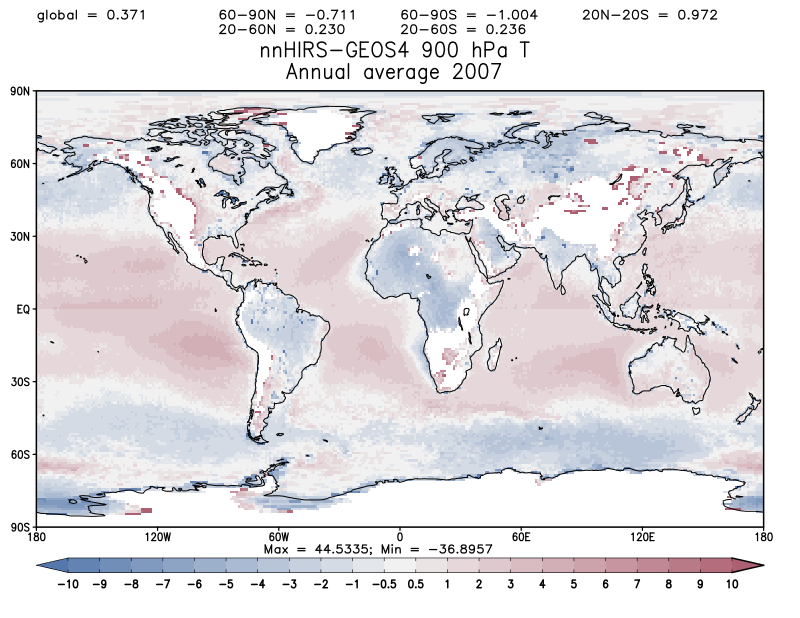 global = 0.371 60-90N = -0.711 60-90S = -1.004 20N-20S = 0.972
20-60N = 0.230 20-60S = 0.236
nnHIRS-GEOS4 900 hPa T
Annual average 2007
90N
60N
30N
EQ
30S
60S
90S
180 120W 60W 0 60E 120E 180
Max = 44.5335; Min = -36.8957
-10 -9 -8 -7 -6 -5 -4 -3 -2 -1 -0.5 0.5 1 2 3 4 5 6 7 8 9 10